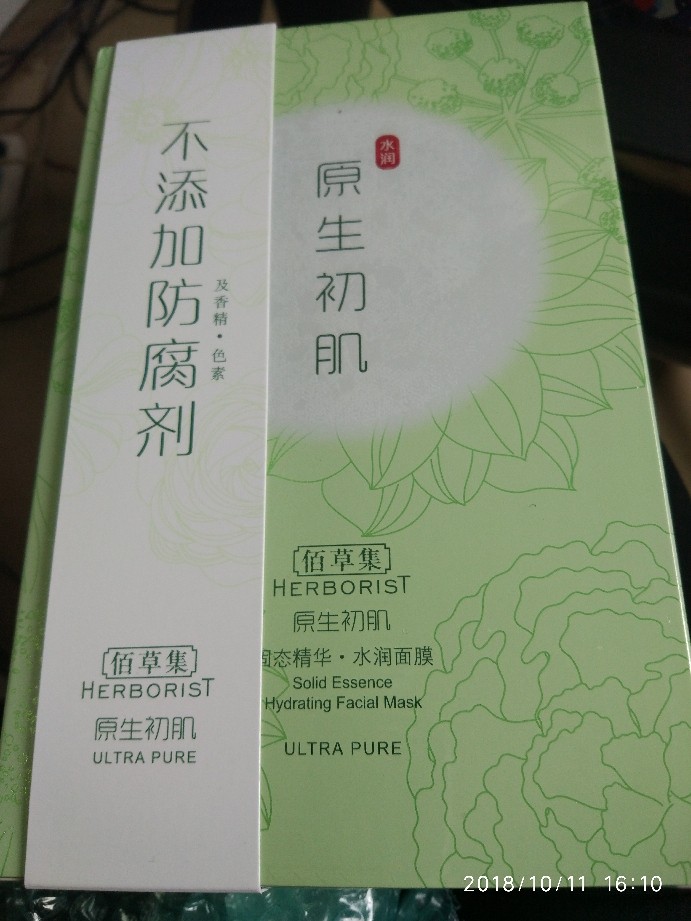 不添加防腐剂
及香精·色素
佰草集
HERBORIST
原生初肌
ULTRA PURE
水润
原生初肌
佰草集
HERBORIST
原生初肌
固态精华·水润面膜
Solid Essence
Hydrating Facial Mask
ULTRA PURE
2018/10/11 16:10